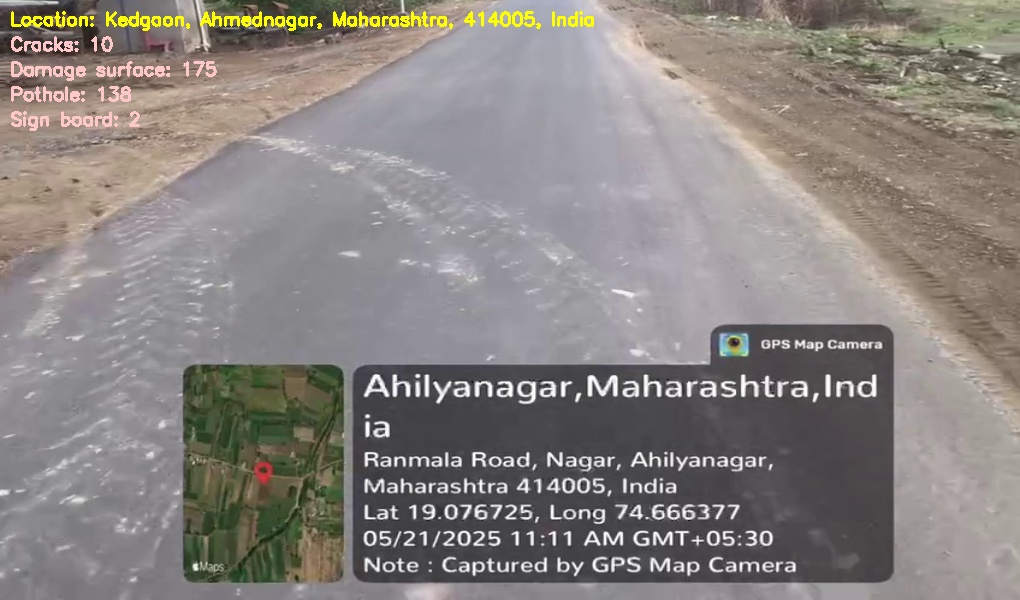 Location: Kedgaon, Ahmednagar, Maharashtra, 414005, India
Cracks: 10
Damage surface: 175
Pothole: 138
Sign board: 2
GPS Map Camera
Ahilyanagar,Maharashtra,Ind
ia
Ranmala Road, Nagar, Ahilyanagar,
Maharashtra 414005, India
Lat 19.076725, Long 74.666377
05/21/2025 11:11 AM GMT+05:30
Note : Captured by GPS Map Camera
Maps